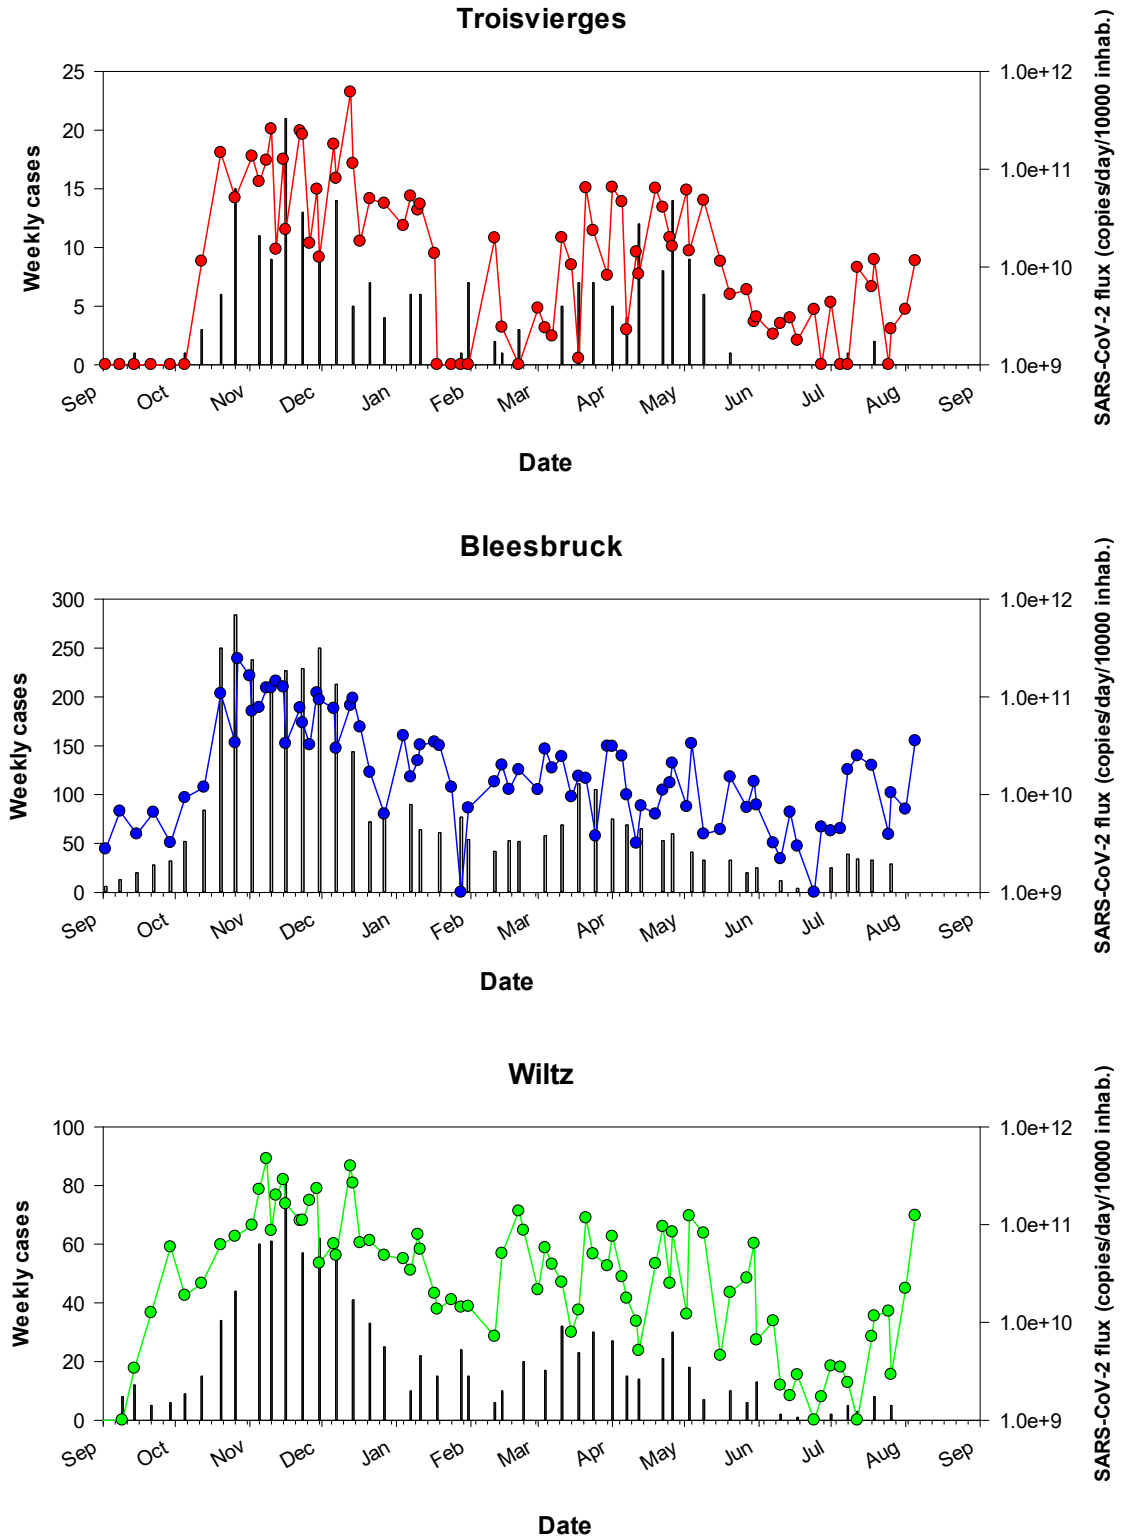 Troisvierges
Weekly cases
25
20
15
10
5
0
1.0e+12
1.0e+11
1.0e+10
1.0e+9
SARS-CoV-2 flux (copies/day/10000 inhab.)
Sep Oct Nov Dec Jan Feb Mar Apr May Jun Jul Aug Sep
Date
Bleesbruck
Weekly cases
300
250
200
150
100
50
0
1.0e+12
1.0e+11
1.0e+10
1.0e+9
SARS-CoV-2 flux (copies/day/10000 inhab.)
Sep Oct Nov Dec Jan Feb Mar Apr May Jun Jul Aug Sep
Date
Wiltz
Weekly cases
100
80
60
40
20
0
1.0e+12
1.0e+11
1.0e+10
1.0e+9
SARS-CoV-2 flux (copies/day/10000 inhab.)
Sep Oct Nov Dec Jan Feb Mar Apr May Jun Jul Aug Sep
Date